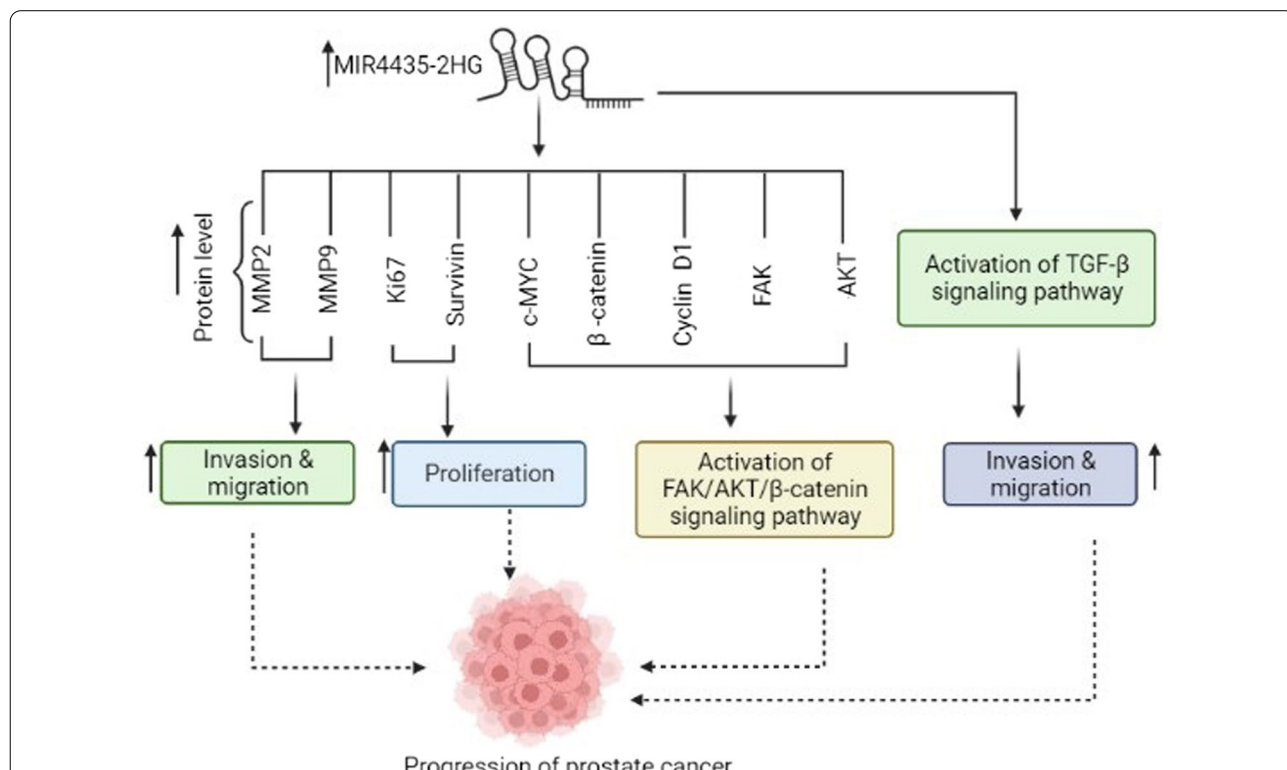 MIR4435-2HG
Protein level
MMP2
MMP9
Ki67
Survivin
c-MYC
β -catenin
Cyclin D1
FAK
AKT
Activation of TGF-β
signaling pathway
Invasion &
migration
Proliferation
Activation of
FAK/AKT/β-catenin
signaling pathway
Invasion &
migration
Progression of prostate cancer